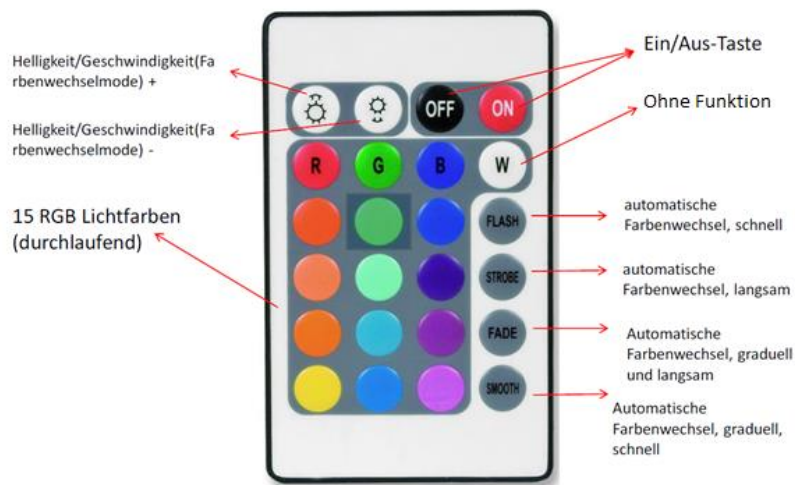 Helligkeit/Geschwindigkeit(Fa
rbenwechselmode) +
Helligkeit/Geschwindigkeit(Fa
rbenwechselmode) -
15 RGB Lichtfarben
(durchlaufend)
OFF
ON
R
G
B
W
FLASH
STROBE
FADE
SMOOTH
Ein/Aus-Taste
Ohne Funktion
automatische
Farbenwechsel, schnell
automatische
Farbenwechsel, langsam
Automatische
Farbenwechsel, graduell
und langsam
Automatische
Farbenwechsel, graduell,
schnell